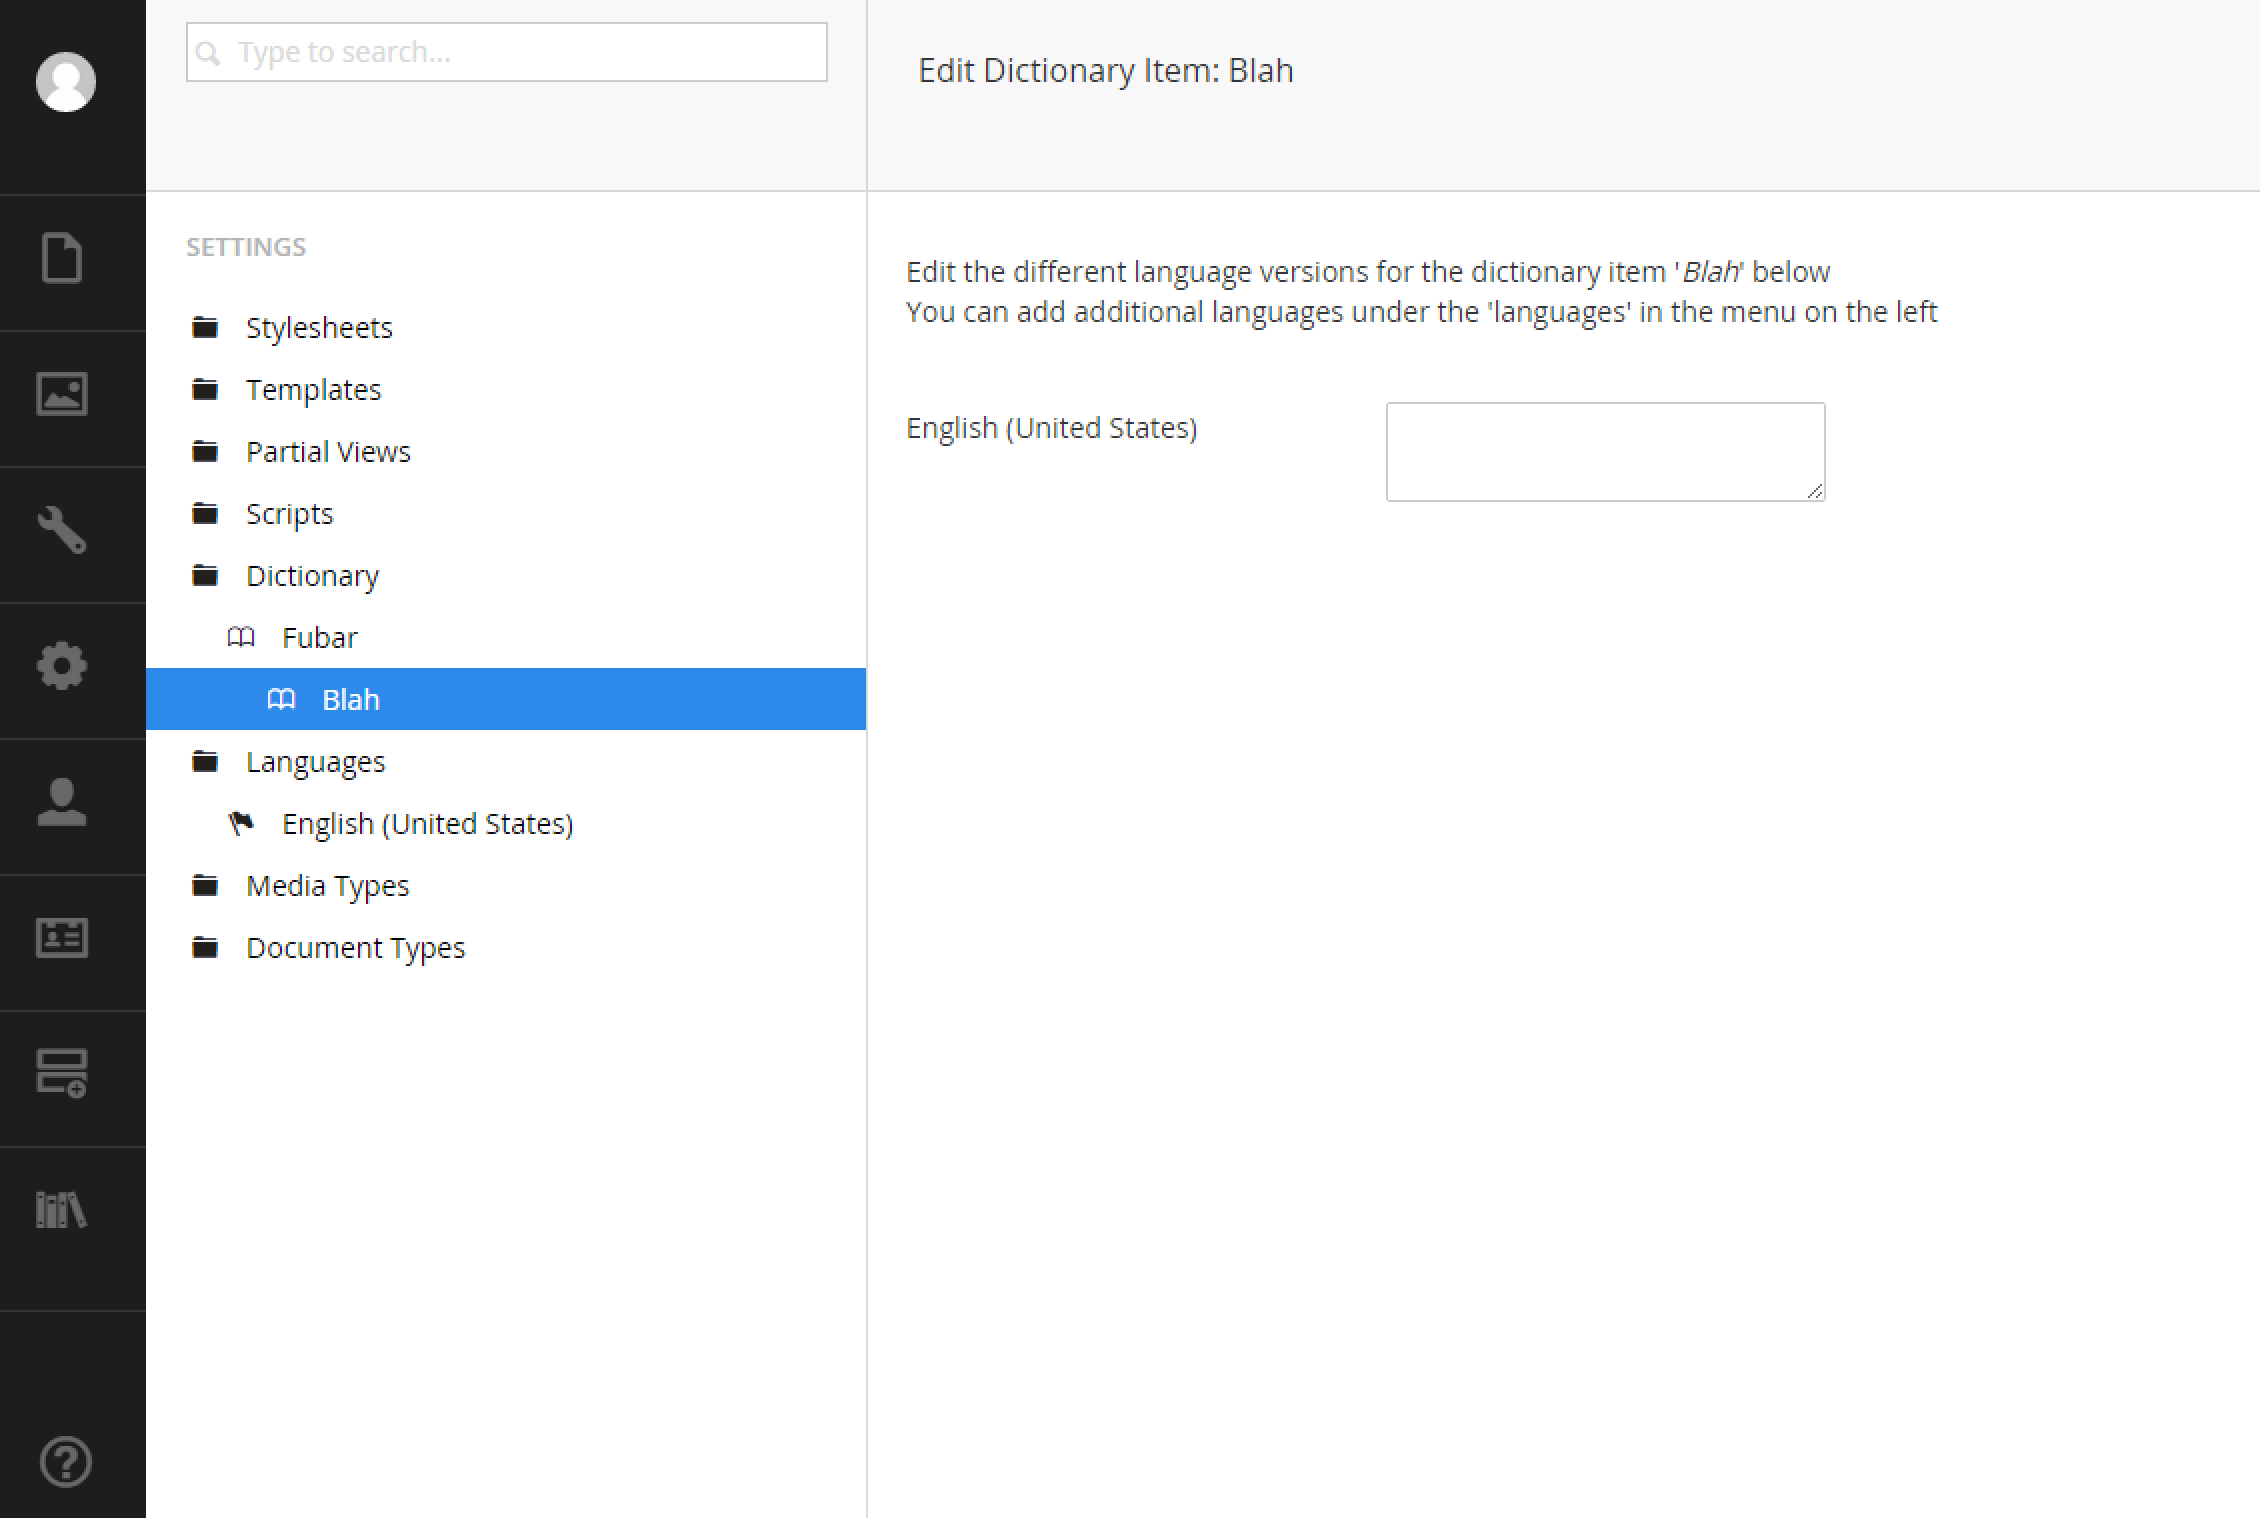 Type to search...
Edit Dictionary Item: Blah
SETTINGS
Stylesheets
Templates
Partial Views
Scripts
Dictionary
Fubar
Blah
Languages
English (United States)
Media Types
Document Types
Edit the different language versions for the dictionary item 'Blah' below
You can add additional languages under the 'languages' in the menu on the left
English (United States)